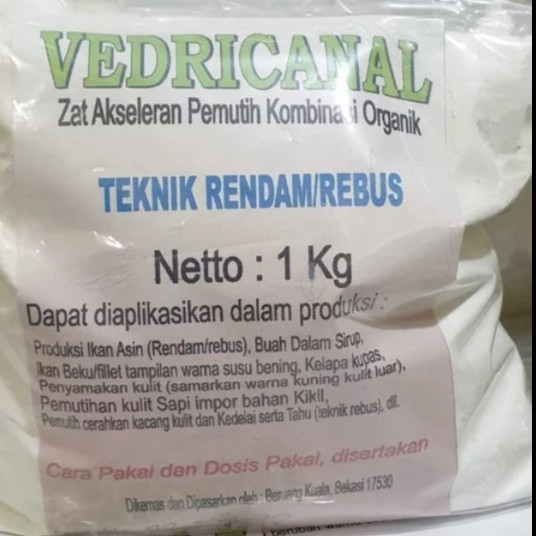 VEDRICANAL
Zat Akseleran Pemutih Kombinasi Organik
TEKNIK RENDAM/REBUS
Netto : 1 Kg
Dapat diaplikasikan dalam produksi :
Produksi Ikan Asin (Rendam/rebus), Buah Dalam Sirup,
Ikan Beku/fillet tampilan warna susu bening, Kelapa kupas,
Penyamakan kulit (samarkan warna kuning kulit luar),
Pemutihan kulit Sapi impor bahan Kikil,
Pemutih cerahkan kacang kulit dan Kedelai serta Tahu (teknik rebus), dll.
Cara Pakai dan Dosis Pakai, disertakan
Dikemas dan Dipasarkan oleh : Beruang Kuala, Bekasi 17530